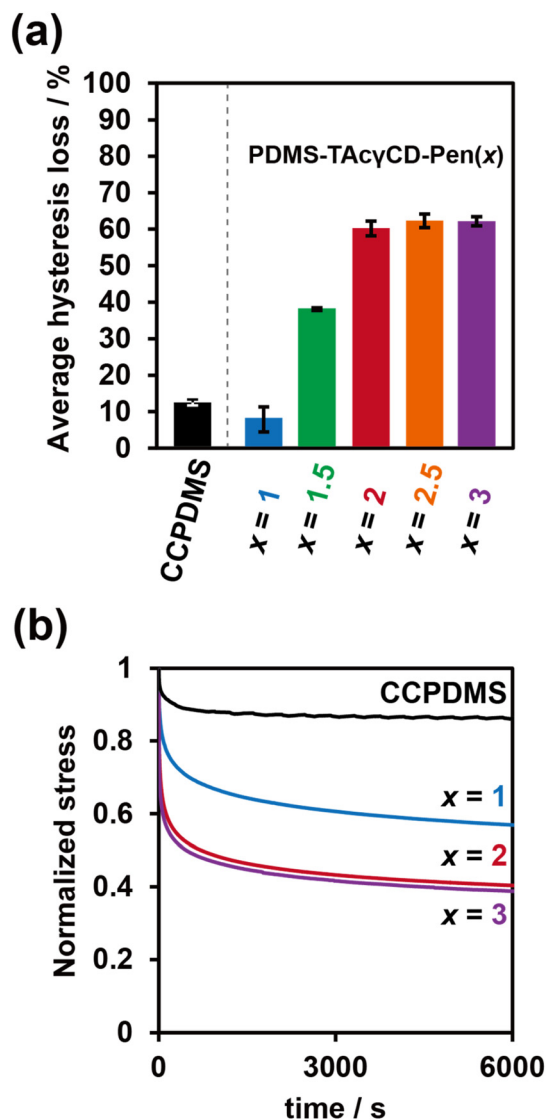 (a)
Average hysteresis loss / %
100
90
80
70
60
50
40
30
20
10
0
PDMS-TAcγCD-Pen(x)
CCPDMS
x = 1
x = 1.5
x = 2
x = 2.5
x = 3
(b)
Normalized stress
1
0.8
0.6
0.4
0.2
0
CCPDMS
x = 1
x = 2
x = 3
0
3000
6000
time / s